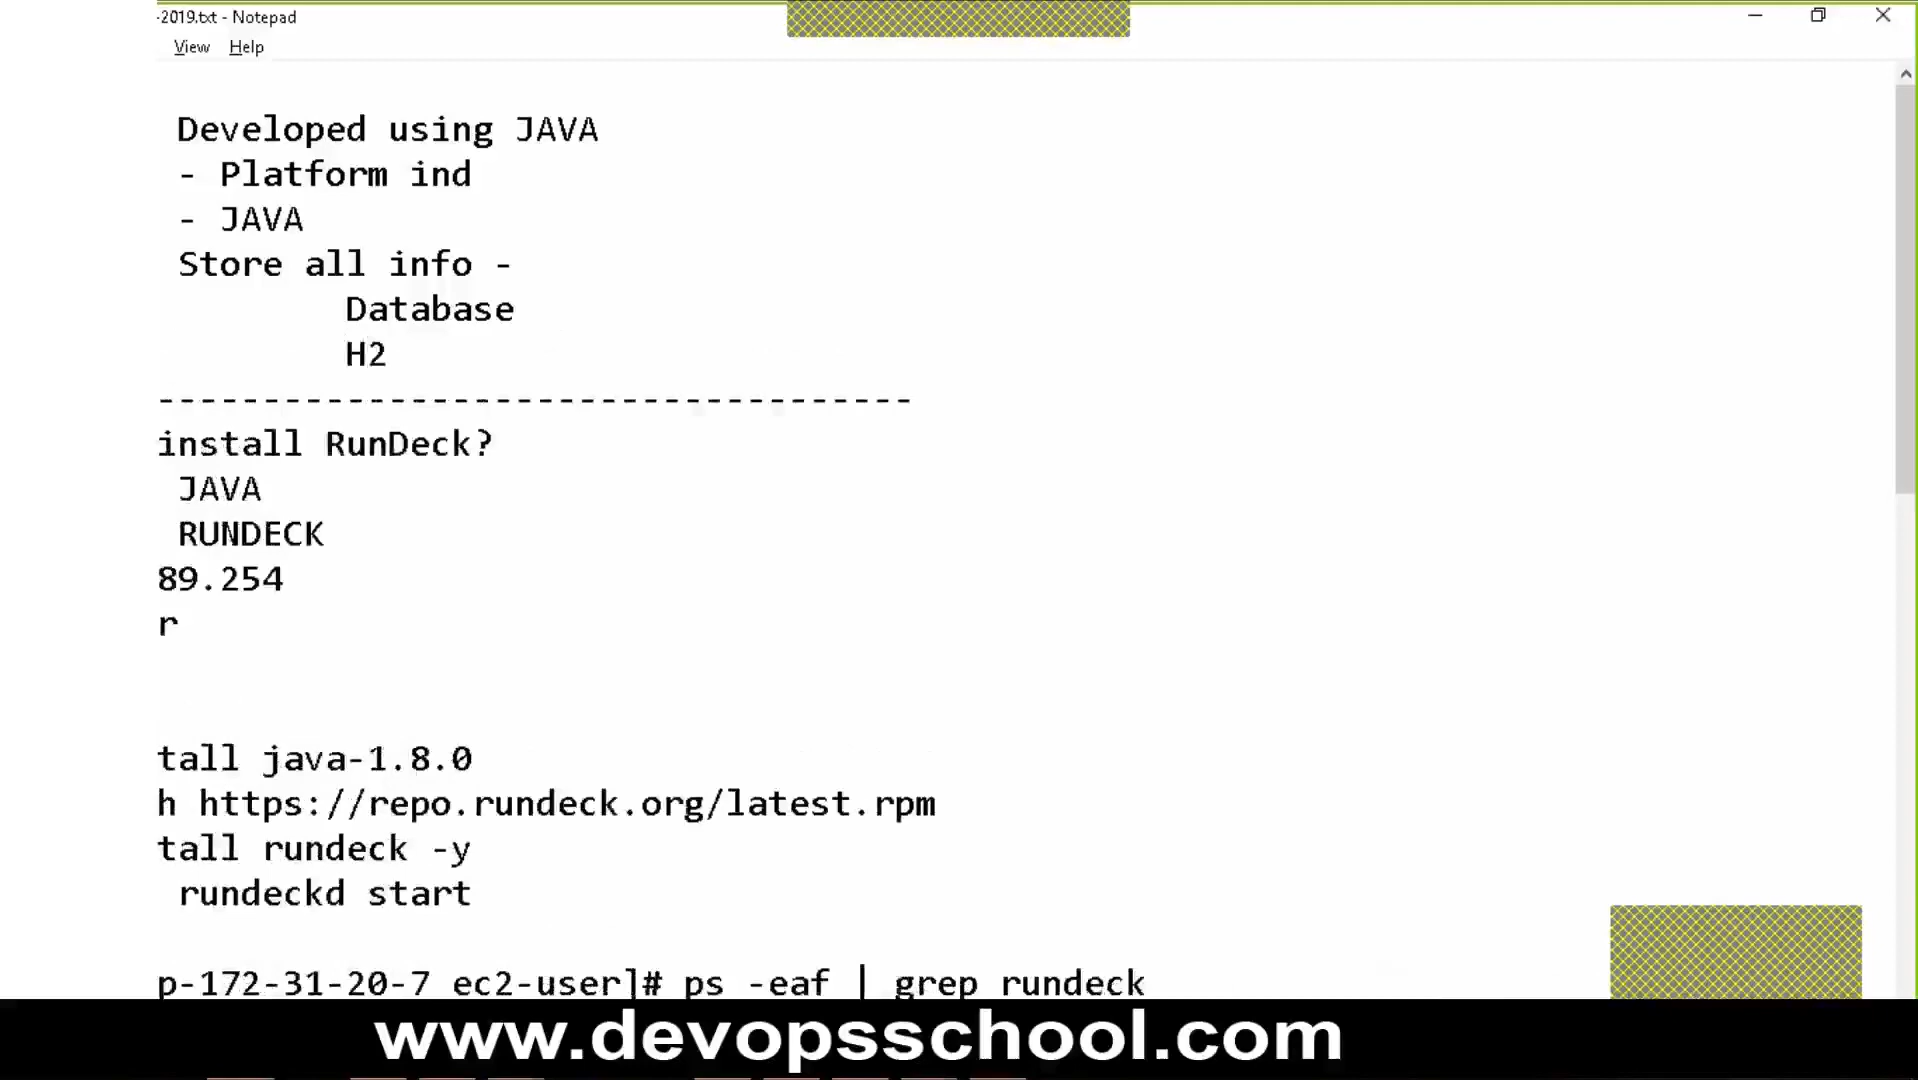 -2019.txt - Notepad
View Help
Developed using JAVA
- Platform ind
- JAVA
Store all info -
Database
H2
------------------------------------
install RunDeck?
JAVA
RUNDECK
89.254
r
tall java-1.8.0
h https://repo.rundeck.org/latest.rpm
tall rundeck -y
rundeckd start
p-172-31-20-7 ec2-user]# ps -eaf | grep rundeck
www.devopsschool.com